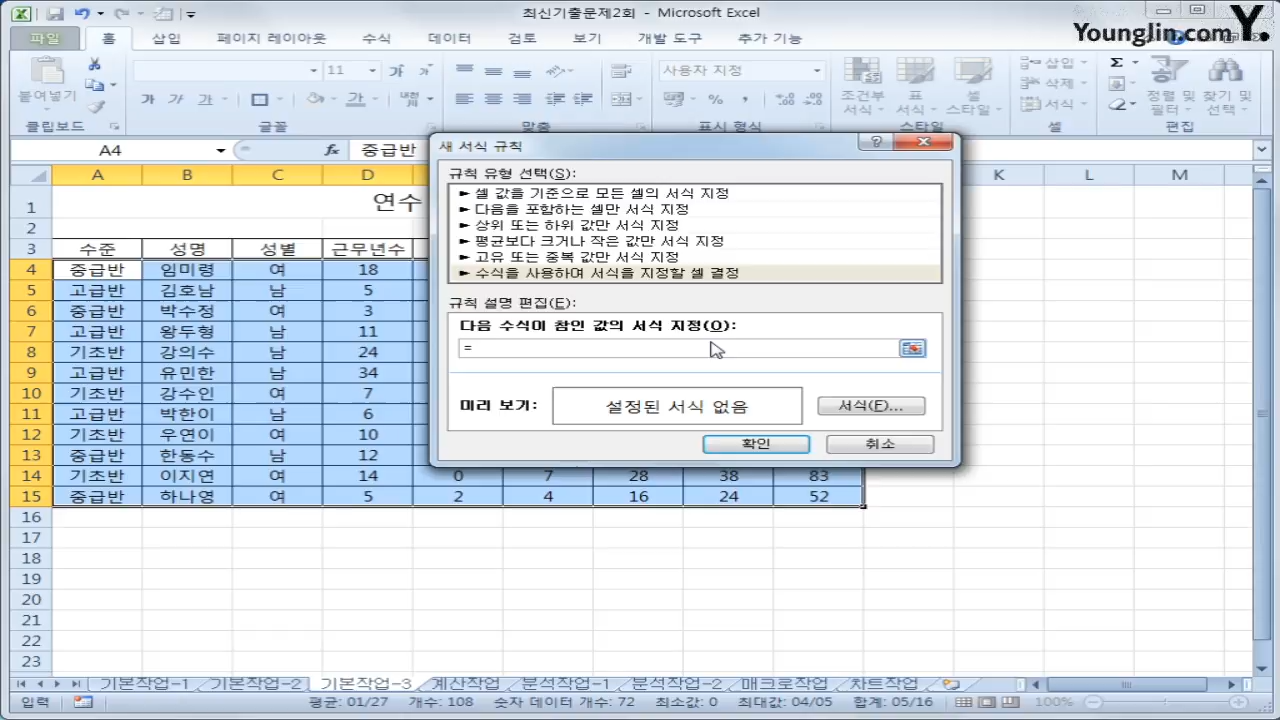 최신기출문제2회 - Microsoft Excel
Younglin.com Y.
파일 홈 삽입 페이지 레이아웃 수식 데이터 검토 보기 개발 도구 추가 기능
붙여넣기
11
가
사용자 지정
조건부 서식
표 서식
셀 스타일
삽입
삭제
서식
정렬 및 필터
찾기 및 선택
클립보드 글꼴 맞춤 표시 형식 스타일 셀 편집
A4 fx 중급반
새 서식 규칙
규칙 유형 선택(S):
► 셀 값을 기준으로 모든 셀의 서식 지정
► 다음을 포함하는 셀만 서식 지정
► 상위 또는 하위 값만 서식 지정
► 평균보다 크거나 작은 값만 서식 지정
► 고유 또는 중복 값만 서식 지정
► 수식을 사용하여 서식을 지정할 셀 결정
규칙 설명 편집(E):
다음 수식이 참인 값의 서식 지정(O):
=
미리 보기: 설정된 서식 없음 서식(F)...
확인 취소
A B C D K L M
1 연수
2
3 수준 성명 성별 근무년수
4 중급반 임미령 여 18
5 고급반 김호남 남 5
6 중급반 박수정 여 3
7 고급반 왕두형 남 11
8 기초반 강의수 남 24
9 고급반 유민한 남 34
10 기초반 강수인 여 7
11 고급반 박한이 남 6
12 기초반 우연이 여 10
13 중급반 한동수 남 12
14 기초반 이지연 여 14 0 7 28 38 83
15 중급반 하나영 여 5 2 4 16 24 52
16
17
18
19
20
21
22
23
기본작업-1 기본작업-2 기본작업-3 계산작업 분석작업-1 분석작업-2 매크로작업 차트작업
입력 평균: 01/27 개수: 108 숫자 데이터 개수: 72 최소값: 0 최대값: 04/05 합계: 05/16 100%